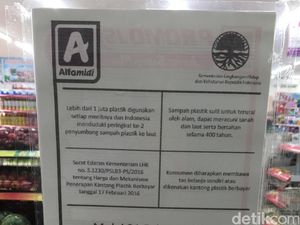 A
Alfamidi
Kementerian Lingkungan Hidup
dan Kehutanan Republik Indonesia
Lebih dari 1 juta plastik digunakan
setiap menitnya dan Indonesia
menduduki peringkat ke-2
penyumbang sampah plastik ke laut
Sampah plastik sulit untuk terurai
oleh alam, dapat meracuni tanah
dan laut serta bertahan
selama 400 tahun.
Surat Edaran Kementerian LHK
no. S.1230/PSLB3-PS/2016
tentang Harga dan Mekanisme
Penerapan Kantong Plastik Berbayar
tanggal 17 Februari 2016
Konsumen diharapkan membawa
tas belanja sendiri atau
dikenakan kantong plastik berbayar
detikcom